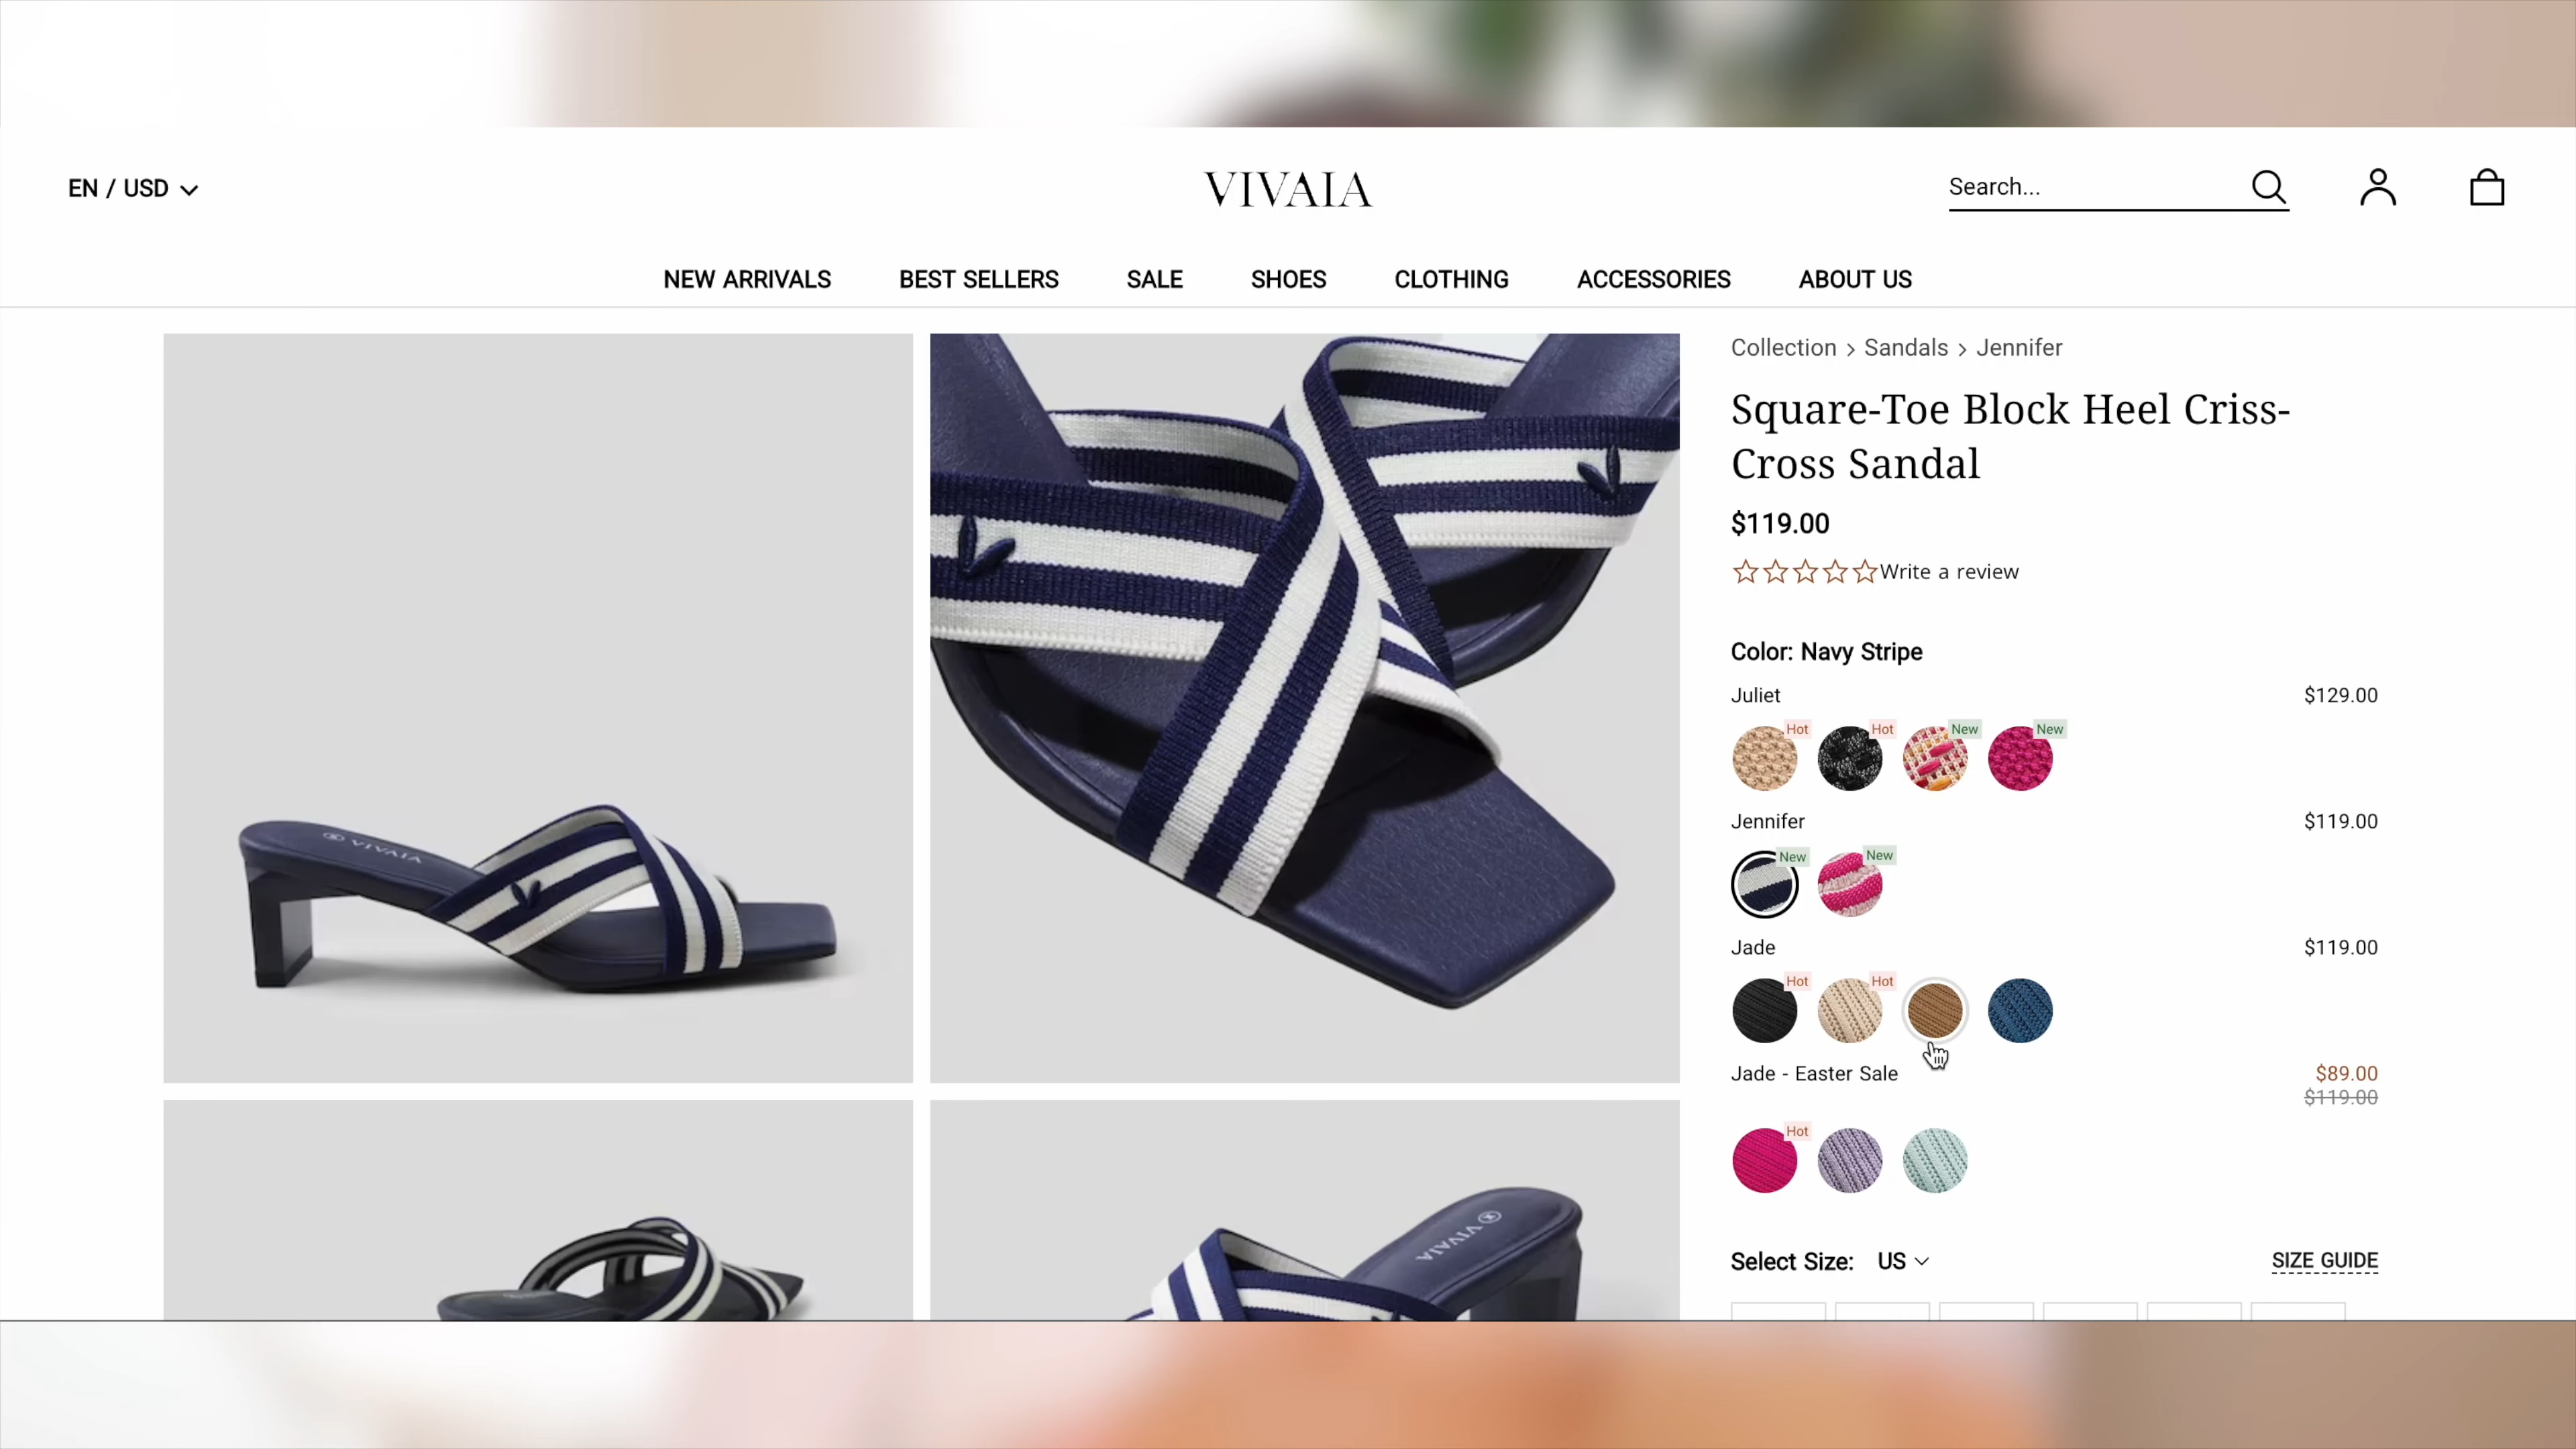 EN / USD
VIVAIA
Search...
NEW ARRIVALS
BEST SELLERS
SALE
SHOES
CLOTHING
ACCESSORIES
ABOUT US
Collection > Sandals > Jennifer
Square-Toe Block Heel Criss-
Cross Sandal
$119.00
Write a review
Color: Navy Stripe
Juliet $129.00
Hot Hot New New
Jennifer $119.00
New New
Jade $119.00
Hot Hot
Jade - Easter Sale $89.00
$119.00
Hot
Select Size: US SIZE GUIDE
VIVAIA
VIVAIA